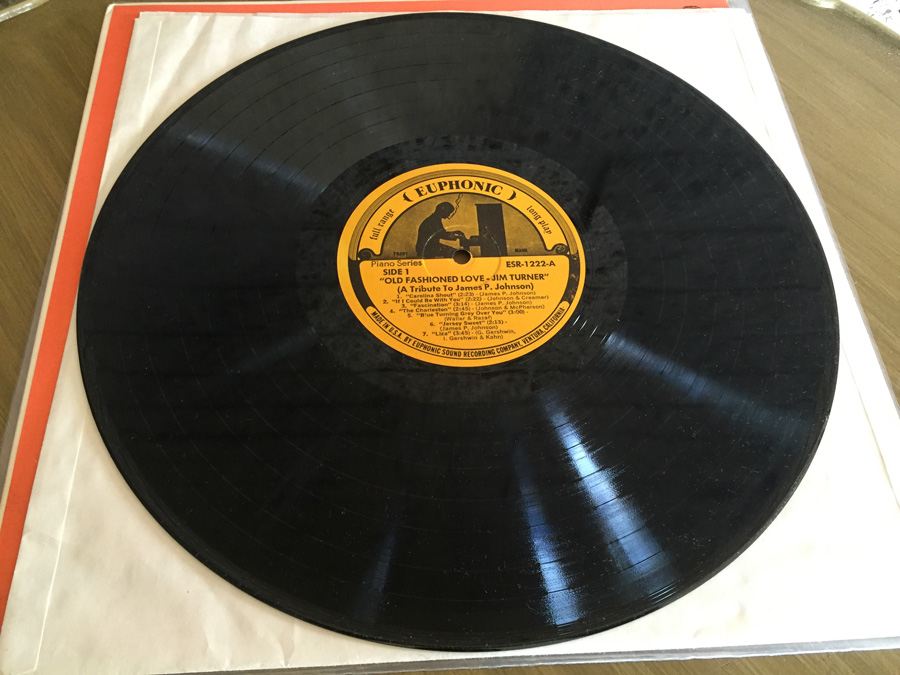 ( EUPHONIC )
full range
long play
TRADE
MARK
Piano Series
ESR-1222-A
SIDE 1
"OLD FASHIONED LOVE - JIM TURNER"
(A Tribute To James P. Johnson)
1. "Carolina Shout" (2:23) - (James P. Johnson)
2. "If I Could Be With You" (2:22) - (Johnson & Creamer)
3. "Fascination" (3:14) - (James P. Johnson)
4. "The Charleston" (2:45) - (Johnson & McPherson)
5. "Blue Turning Grey Over You" (3:00) -
(Waller & Razaf)
6. "Jersey Sweet" (2:13) -
(James P. Johnson)
7. "Liza" (3:45) - (G. Gershwin,
I. Gershwin & Kahn)
MADE IN U.S.A. BY EUPHONIC SOUND RECORDING COMPANY, VENTURA, CALIFORNIA